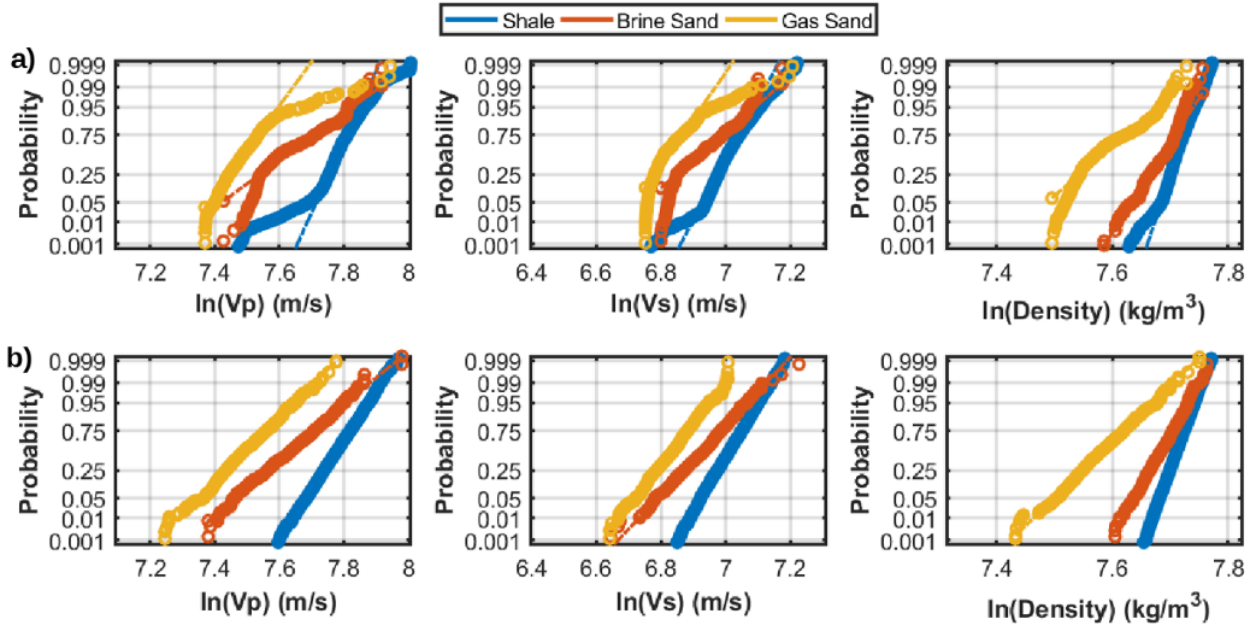 Shale Brine Sand Gas Sand
a)
0.999 0.999 0.999
0.99 0.99 0.99
0.95 0.95 0.95
0.75 0.75 0.75
0.25 0.25 0.25
0.05 0.05 0.05
0.01 0.01 0.01
0.001 0.001 0.001
Probability Probability Probability
7.2 7.4 7.6 7.8 8 6.4 6.6 6.8 7 7.2 7.4 7.6 7.8
ln(Vp) (m/s) ln(Vs) (m/s) ln(Density) (kg/m³)
b)
0.999 0.999 0.999
0.99 0.99 0.99
0.95 0.95 0.95
0.75 0.75 0.75
0.25 0.25 0.25
0.05 0.05 0.05
0.01 0.01 0.01
0.001 0.001 0.001
Probability Probability Probability
7.2 7.4 7.6 7.8 8 6.4 6.6 6.8 7 7.2 7.4 7.6 7.8
ln(Vp) (m/s) ln(Vs) (m/s) ln(Density) (kg/m³)